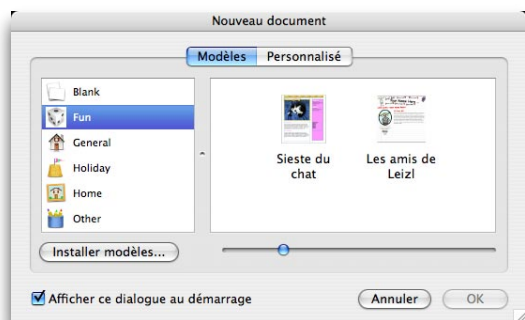 Nouveau document
Modèles Personnalisé
Blank
Fun
General
Holiday
Home
Other
Sieste du
chat
Les amis de
Leizl
Installer modèles...
Afficher ce dialogue au démarrage
Annuler OK